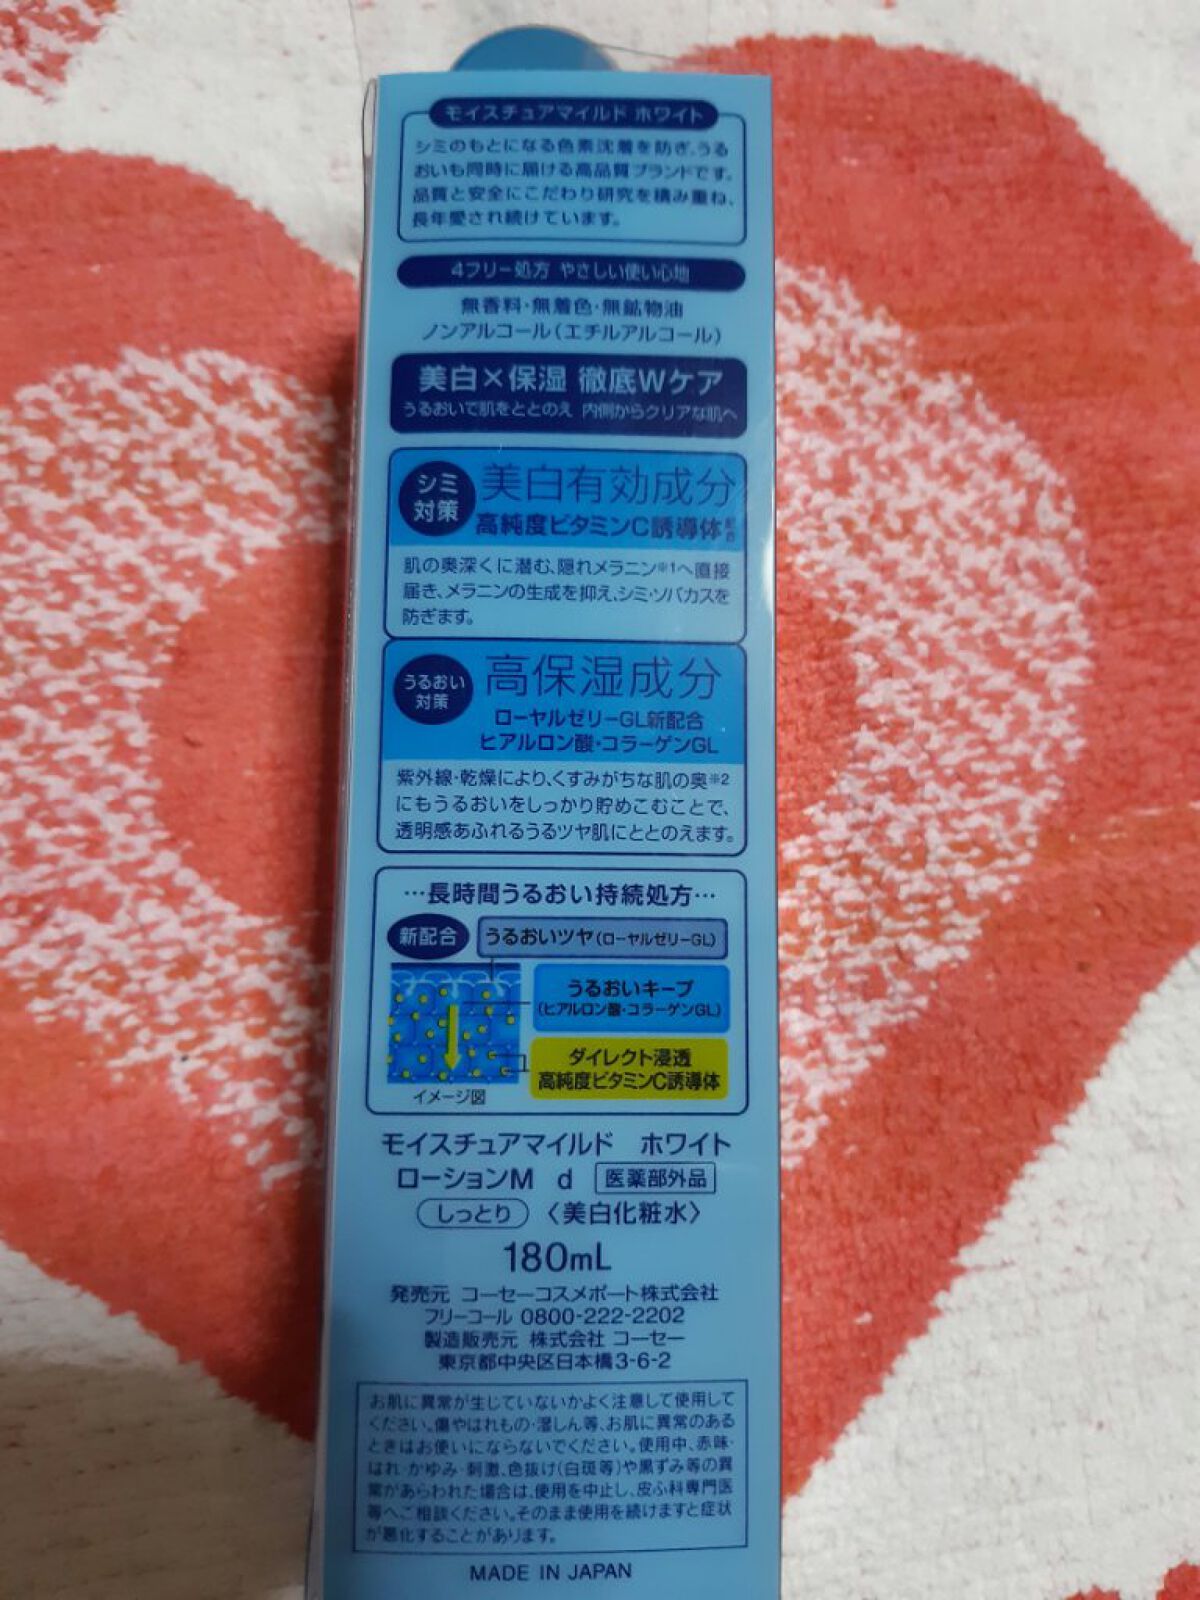 モイスチュアマイルド ホワイト
シミのもとになる色素沈着を防ぎ、うる
おいも同時に届ける高品質ブランドです。
品質と安全にこだわり研究を積み重ね、
長年愛され続けています。
4フリー処方 やさしい使い心地
無香料・無着色・無鉱物油
ノンアルコール(エチルアルコール)
美白×保湿 徹底Wケア
うるおいで肌をととのえ 内側からクリアな肌へ
シミ
対策
美白有効成分
高純度ビタミンC誘導体配合
肌の奥深くに潜む、隠れメラニン※1へ直接
届き、メラニンの生成を抑え、シミ・ソバカスを
防ぎます。
うるおい
対策
高保湿成分
ローヤルゼリーGL新配合
ヒアルロン酸・コラーゲンGL
紫外線・乾燥により、くすみがちな肌の奥※2
にもうるおいをしっかり貯めこむことで、
透明感あふれるうるツヤ肌にととのえます。
…長時間うるおい持続処方…
新配合
うるおいツヤ(ローヤルゼリーGL)
うるおいキープ
(ヒアルロン酸・コラーゲンGL)
ダイレクト浸透
高純度ビタミンC誘導体
イメージ図
モイスチュアマイルド ホワイト
ローションM d 医薬部外品
しっとり 〈美白化粧水〉
180mL
発売元 コーセーコスメポート株式会社
フリーコール 0800-222-2202
製造販売元 株式会社 コーセー
東京都中央区日本橋3-6-2
お肌に異常が生じていないかよく注意して使用して
ください。傷やはれもの・湿しん等、お肌に異常のある
ときはお使いにならないでください。使用中、赤味・
はれ・かゆみ・刺激、色抜け(白斑等)や黒ずみ等の異
常があらわれた場合は、使用を中止し、皮ふ科専門医
等へご相談ください。そのまま使用を続けますと症状
が悪化することがあります。
MADE IN JAPAN